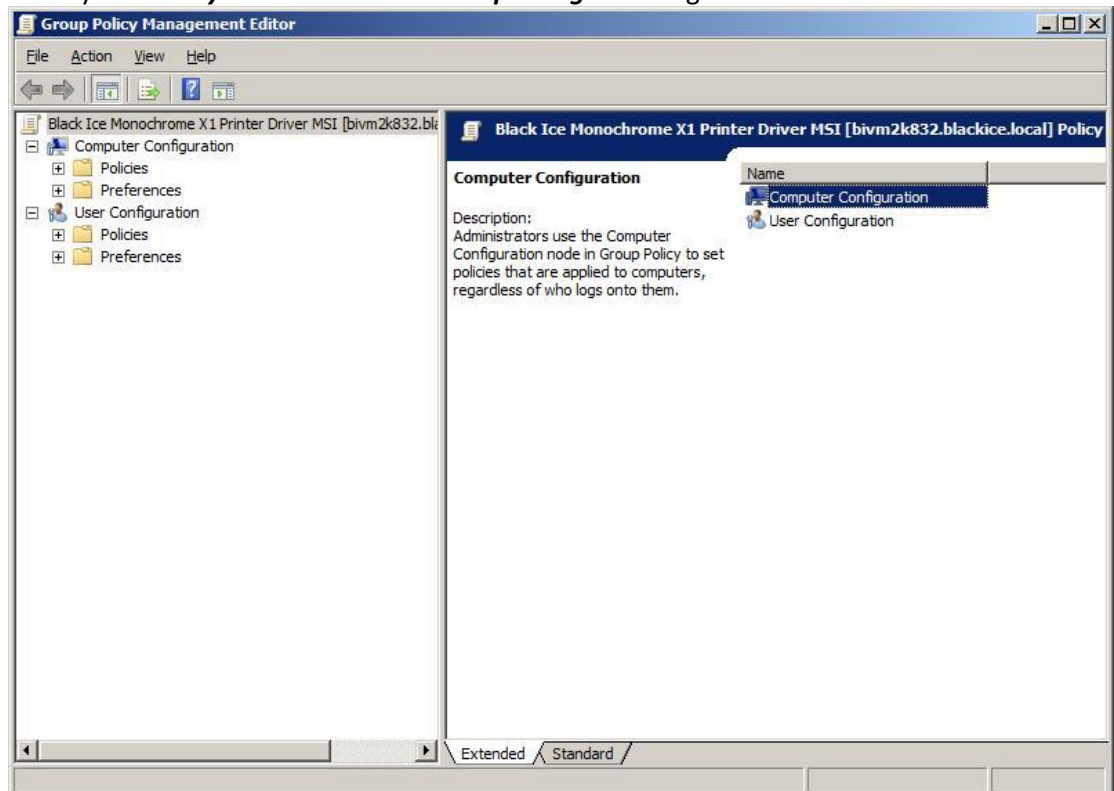 Group Policy Management Editor
File Action View Help
Black Ice Monochrome X1 Printer Driver MSI [bivm2k832.bla
Computer Configuration
Policies
Preferences
User Configuration
Policies
Preferences
Black Ice Monochrome X1 Printer Driver MSI [bivm2k832.blackice.local] Policy
Computer Configuration
Description:
Administrators use the Computer
Configuration node in Group Policy to set
policies that are applied to computers,
regardless of who logs onto them.
Name
Computer Configuration
User Configuration
Extended Standard